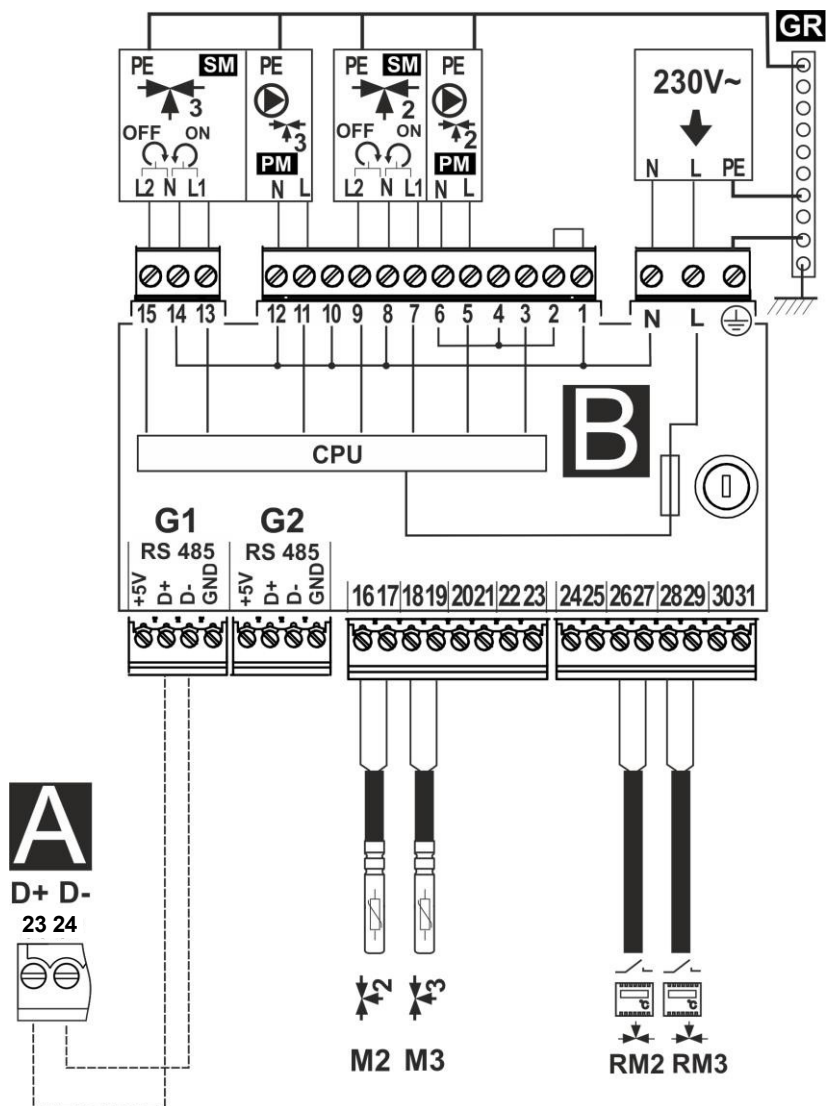 GR
PE SM PE PE SM PE
230V~
3 3 2 2
OFF ON OFF ON
PM PM
L2 N L1 N L L2 N L1 N L N L PE
15 14 13 12 11 10 9 8 7 6 5 4 3 2 1 N L
B
CPU
G1 G2
RS 485 RS 485
+5V D+ D- GND +5V D+ D- GND
16 17 18 19 20 21 22 23 24 25 26 27 28 29 30 31
A
D+ D-
23 24
2 3
°C °C
M2 M3 RM2 RM3